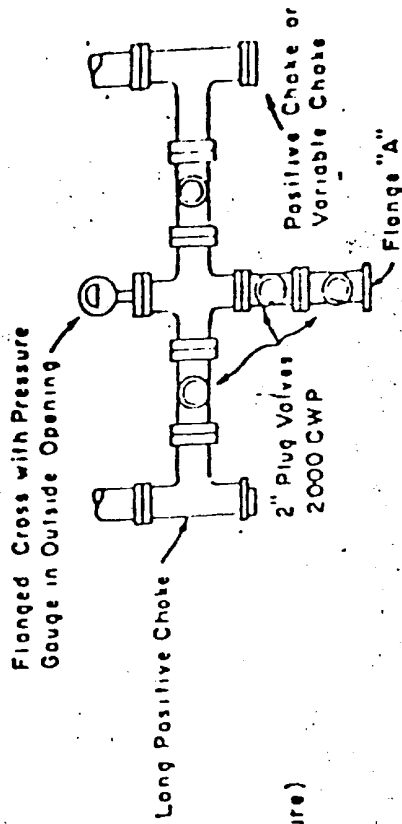 Flanged Cross with Pressure
Gauge in Outside Opening
Long Positive Choke
Positive Choke or
Variable Choke
2" Plug Valves
2000 CWP
Flange "A"
ure)